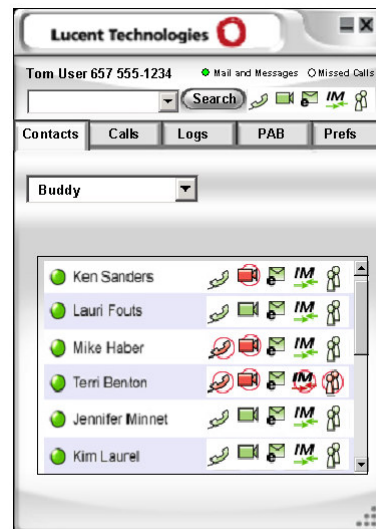 Lucent Technologies
Tom User 657 555-1234 Mail and Messages Missed Calls
Search IM
Contacts Calls Logs PAB Prefs
Buddy
Ken Sanders IM
Lauri Fouts IM
Mike Haber IM
Terri Benton IM
Jennifer Minnet IM
Kim Laurel IM